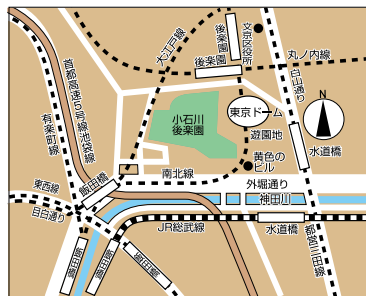 文京区役所
後楽園
後楽園
丸ノ内線
大江戸線
白山通り
首都高速5号線池袋線
有楽町線
小石川
後楽園
東京ドーム
遊園地
N
水道橋
黄色の
ビル
南北線
飯田橋
外堀通り
神田川
東西線
目白通り
JR総武線
水道橋
都営三田線
飯田橋
飯田橋
飯田橋